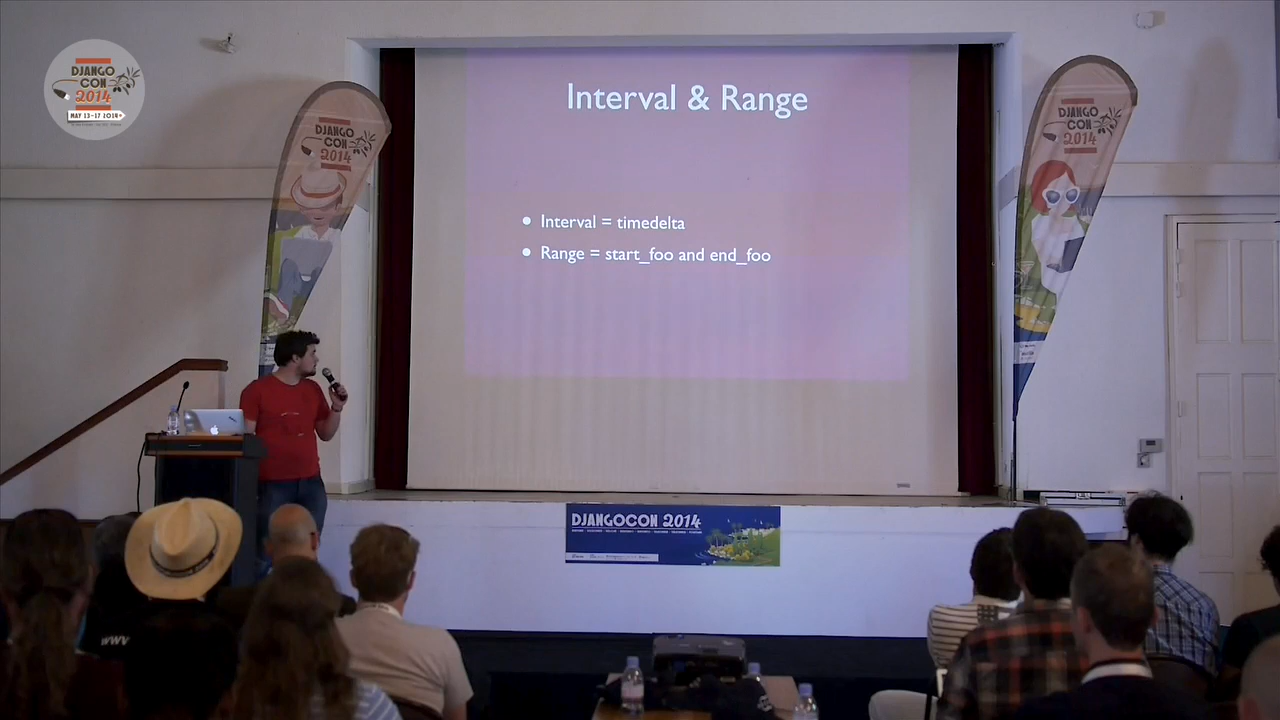 DJANGO
CON
2014
MAY 13-17 2014
Interval & Range
• Interval = timedelta
• Range = start_foo and end_foo
DJANGO
CON
2014
DJANGO
CON
2014
DJANGOCON 2014
WWW